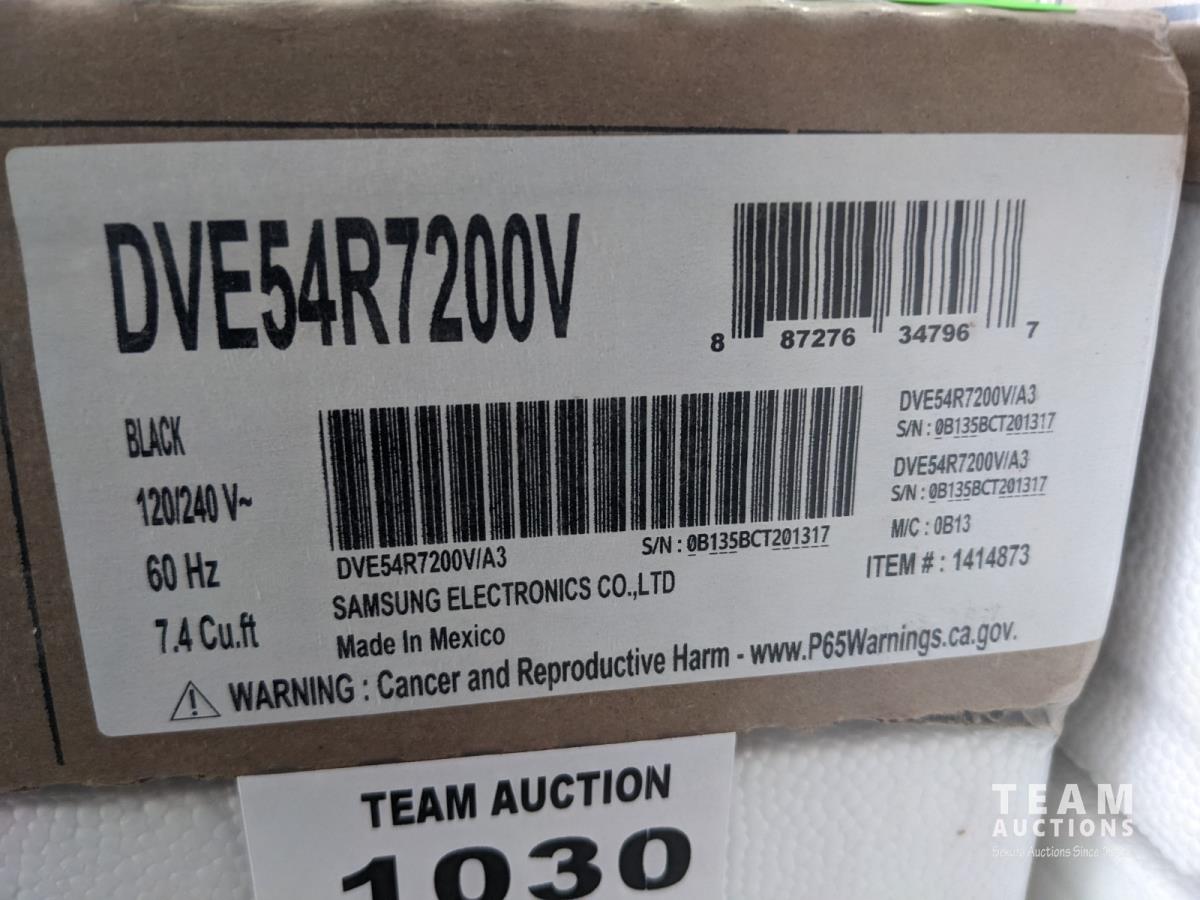 DVE54R7200V
8 87276 34796 7
BLACK
120/240 V~
60 Hz
7.4 Cu.ft
DVE54R7200V/A3 S/N : 0B135BCT201317
SAMSUNG ELECTRONICS CO.,LTD
Made In Mexico
DVE54R7200V/A3
S/N : 0B135BCT201317
DVE54R7200V/A3
S/N : 0B135BCT201317
M/C : 0B13
ITEM # : 1414873
WARNING : Cancer and Reproductive Harm - www.P65Warnings.ca.gov.
TEAM AUCTION
1030
TEAM
AUCTIONS
Auctions Since